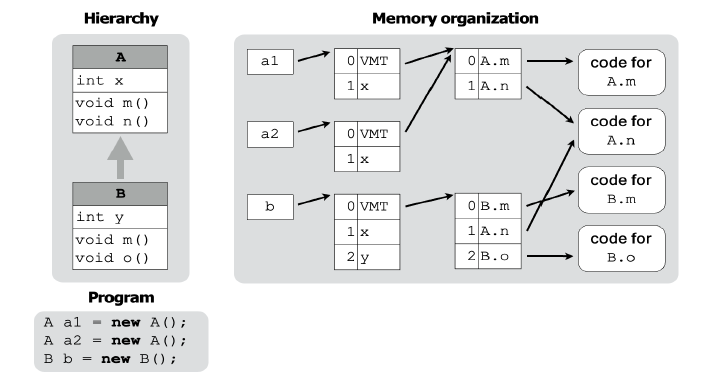 Hierarchy
A
int x
void m()
void n()
B
int y
void m()
void o()
Program
A a1 = new A();
A a2 = new A();
B b = new B();
Memory organization
a1
0 VMT
1 x
0 A.m
1 A.n
a2
0 VMT
1 x
b
0 VMT
1 x
2 y
0 B.m
1 A.n
2 B.o
code for
A.m
code for
A.n
code for
B.m
code for
B.o